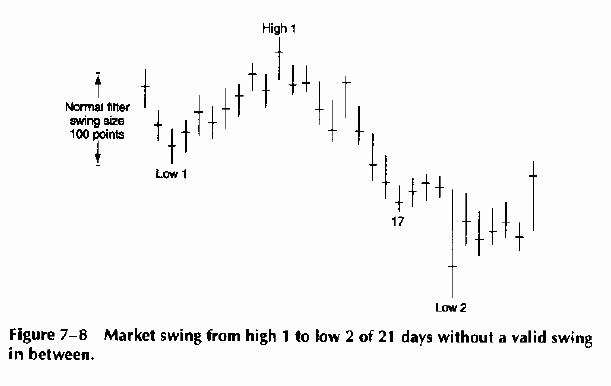 High 1
Normal filter
swing size
100 points
Low 1
17
Low 2
Figure 7–8 Market swing from high 1 to low 2 of 21 days without a valid swing
in between.